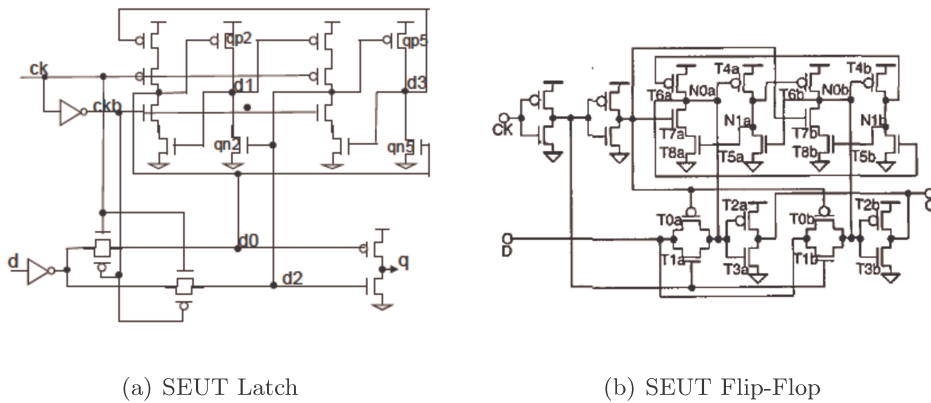 ck
ckb
qp2
d1
qn2
d3
qp5
qn5
d
d0
d2
q
(a) SEUT Latch
CK
D
T6a
T4a
N0a
T7a
T8a
N1a
T5a
T6b
T4b
N0b
T7b
T8b
N1b
T5b
T0a
T1a
T2a
T3a
T0b
T1b
T2b
T3b
(b) SEUT Flip-Flop